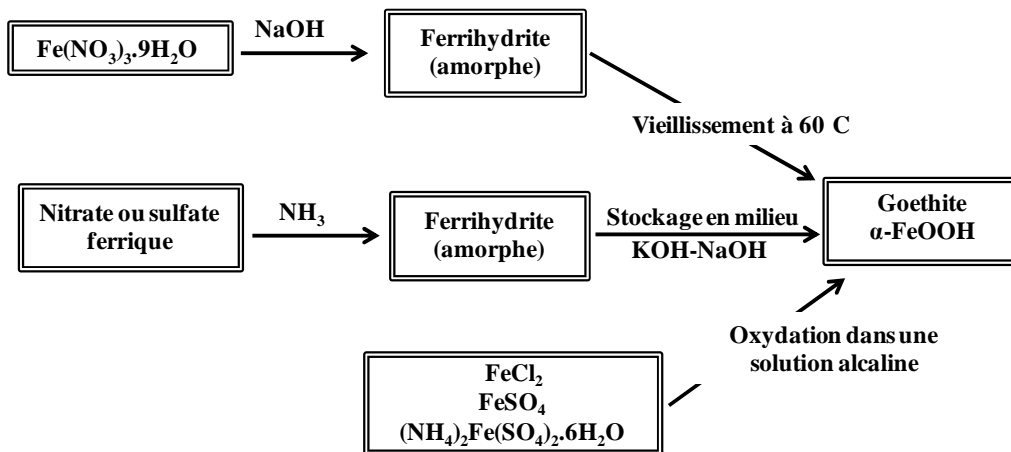 Fe(NO3)3.9H2O
NaOH
Ferrihydrite
(amorphe)
Vieillissement à 60 C
Nitrate ou sulfate
ferrique
NH3
Ferrihydrite
(amorphe)
Stockage en milieu
KOH-NaOH
Goethite
α-FeOOH
Oxydation dans une
solution alcaline
FeCl2
FeSO4
(NH4)2Fe(SO4)2.6H2O